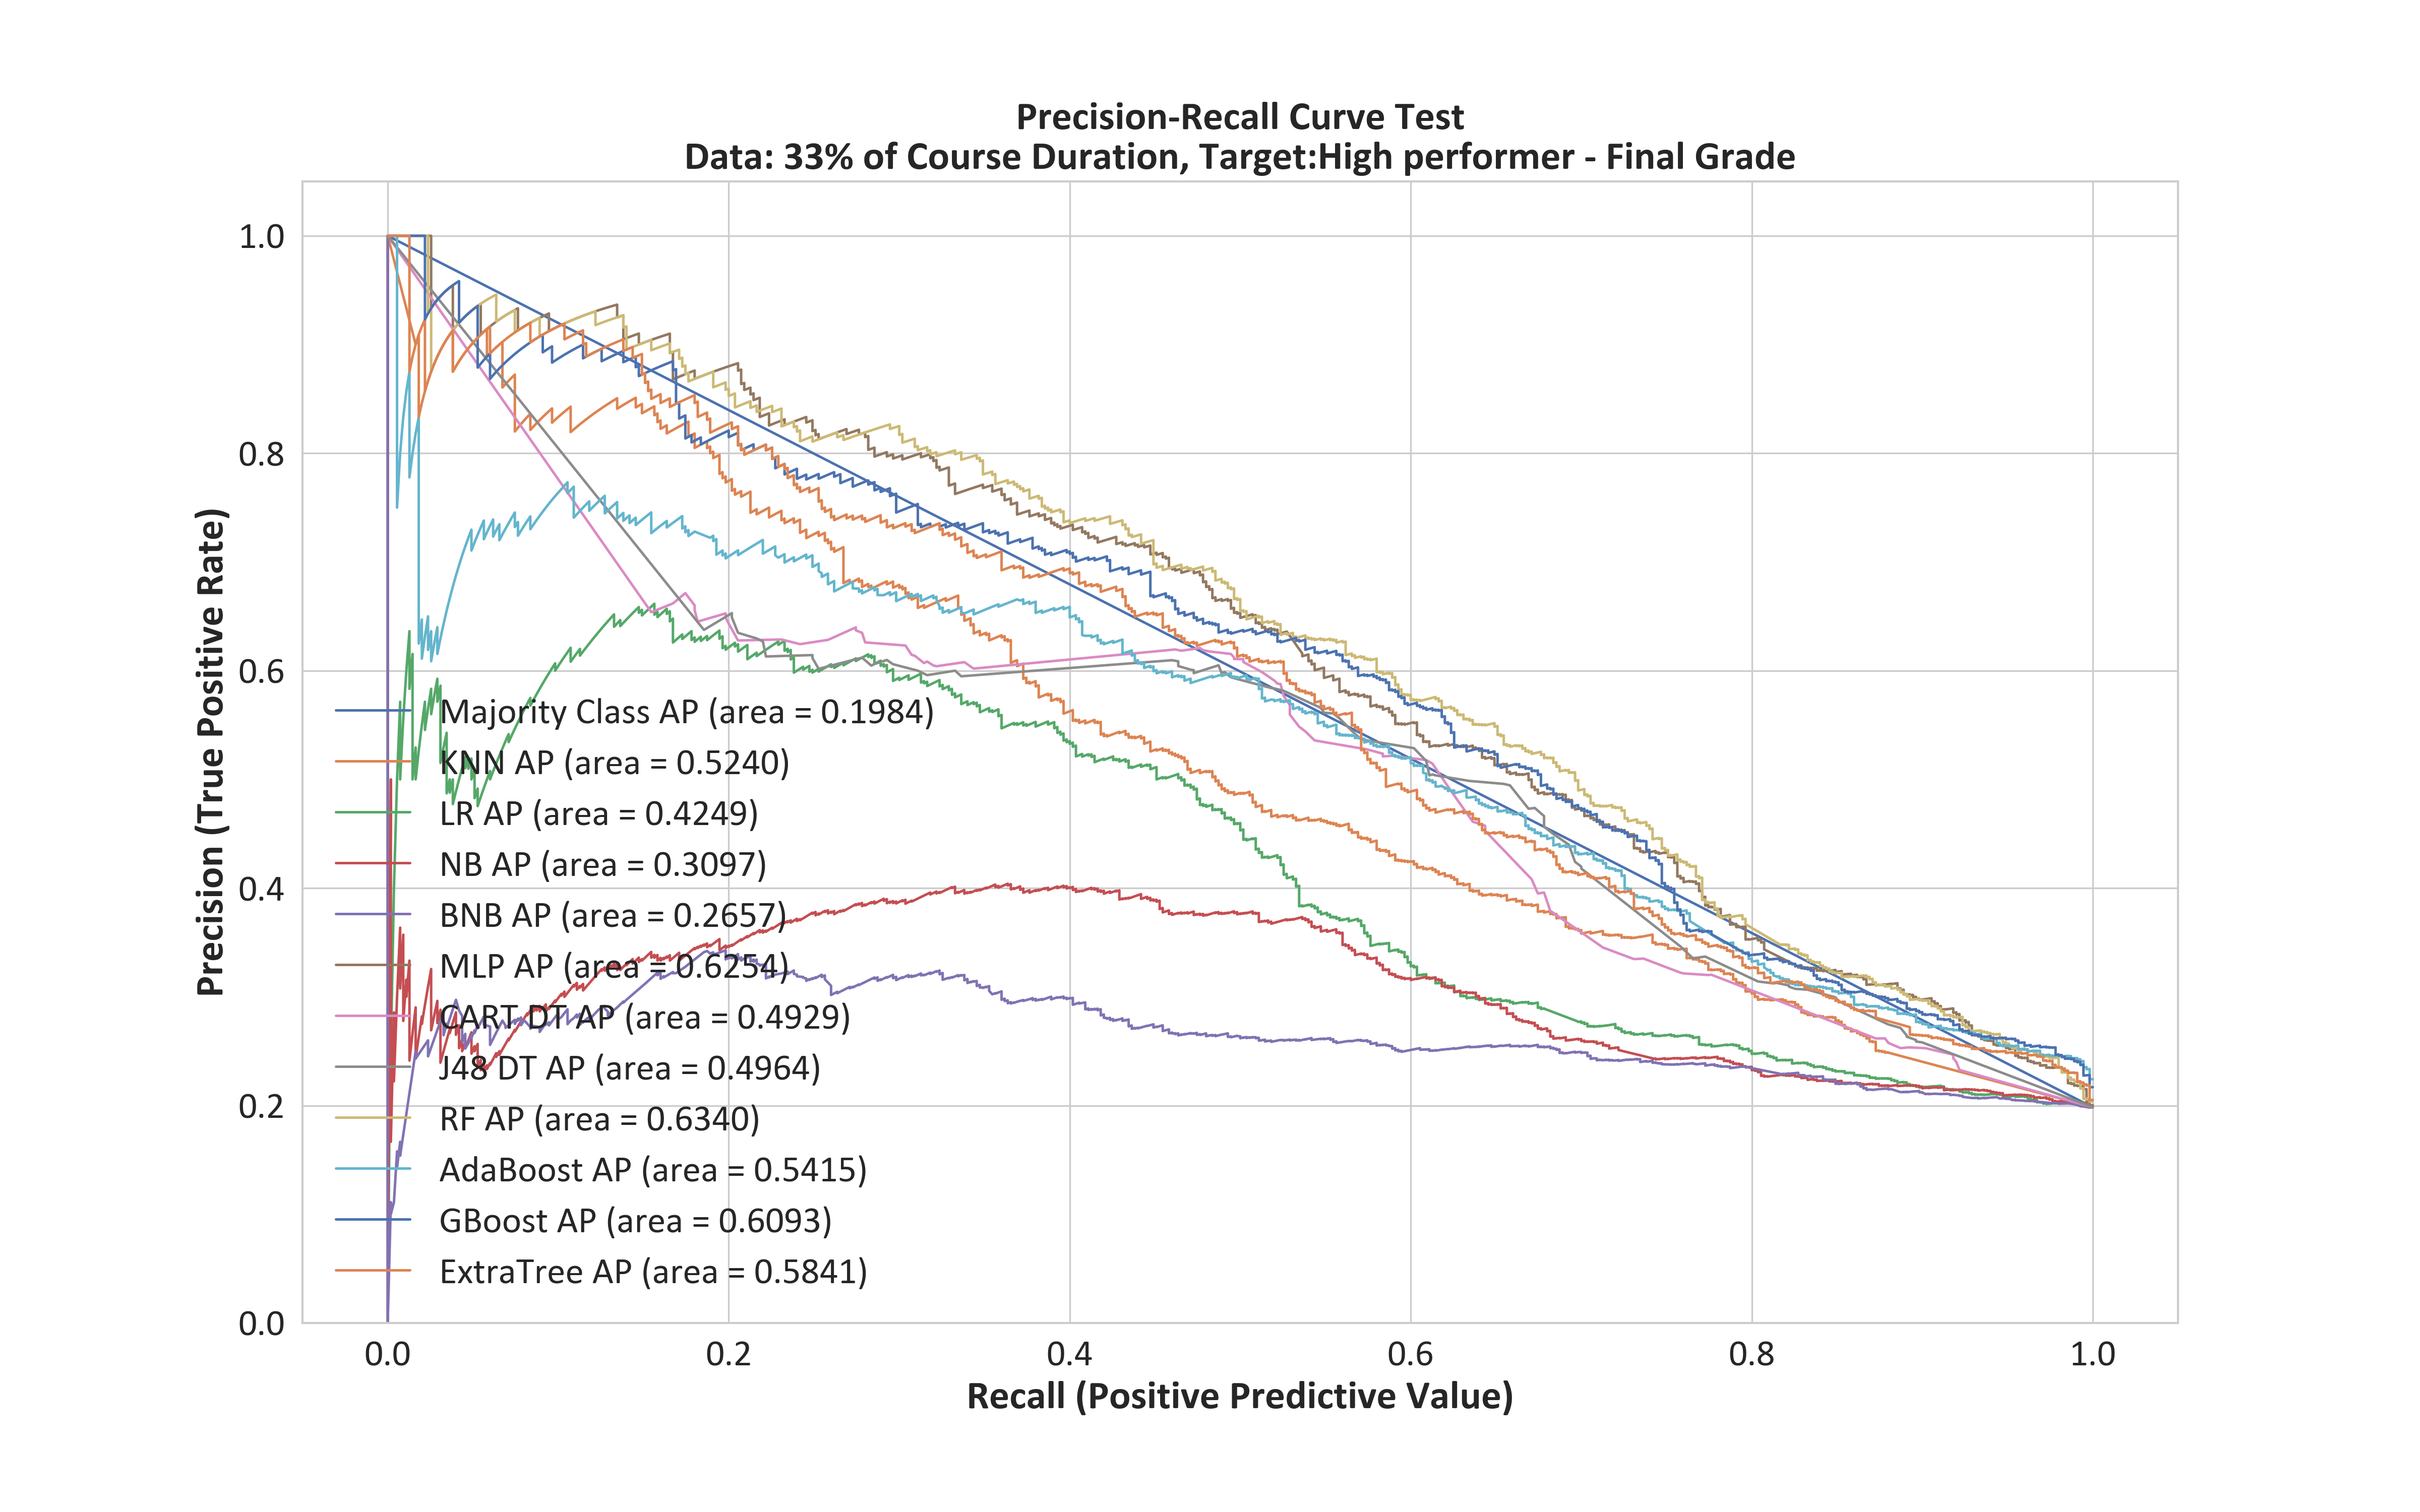 Precision-Recall Curve Test
Data: 33% of Course Duration, Target:High performer - Final Grade
Precision (True Positive Rate)
1.0
0.8
0.6
0.4
0.2
0.0
Majority Class AP (area = 0.1984)
KNN AP (area = 0.5240)
LR AP (area = 0.4249)
NB AP (area = 0.3097)
BNB AP (area = 0.2657)
MLP AP (area = 0.6254)
CART DT AP (area = 0.4929)
J48 DT AP (area = 0.4964)
RF AP (area = 0.6340)
AdaBoost AP (area = 0.5415)
GBoost AP (area = 0.6093)
ExtraTree AP (area = 0.5841)
0.0 0.2 0.4 0.6 0.8 1.0
Recall (Positive Predictive Value)